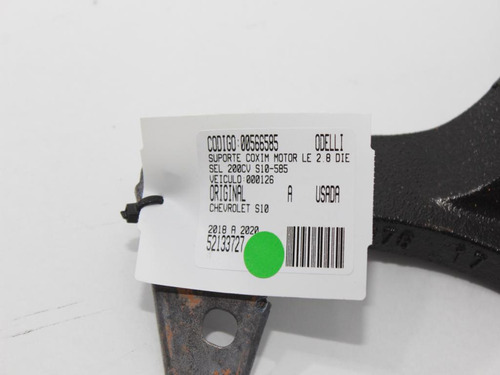 CODIGO:00566585 ODELLI
SUPORTE COXIM MOTOR LE 2.8 DIE
SEL 200CV S10-585
VEICULO:000126
ORIGINAL A USADA
CHEVROLET S10
2018 A 2020
52133727